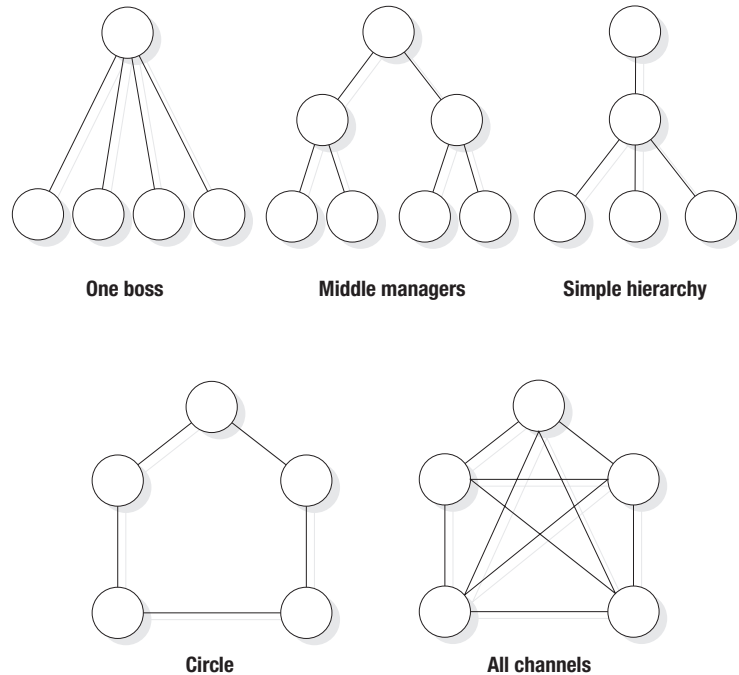 One boss
Middle managers
Simple hierarchy
Circle
All channels